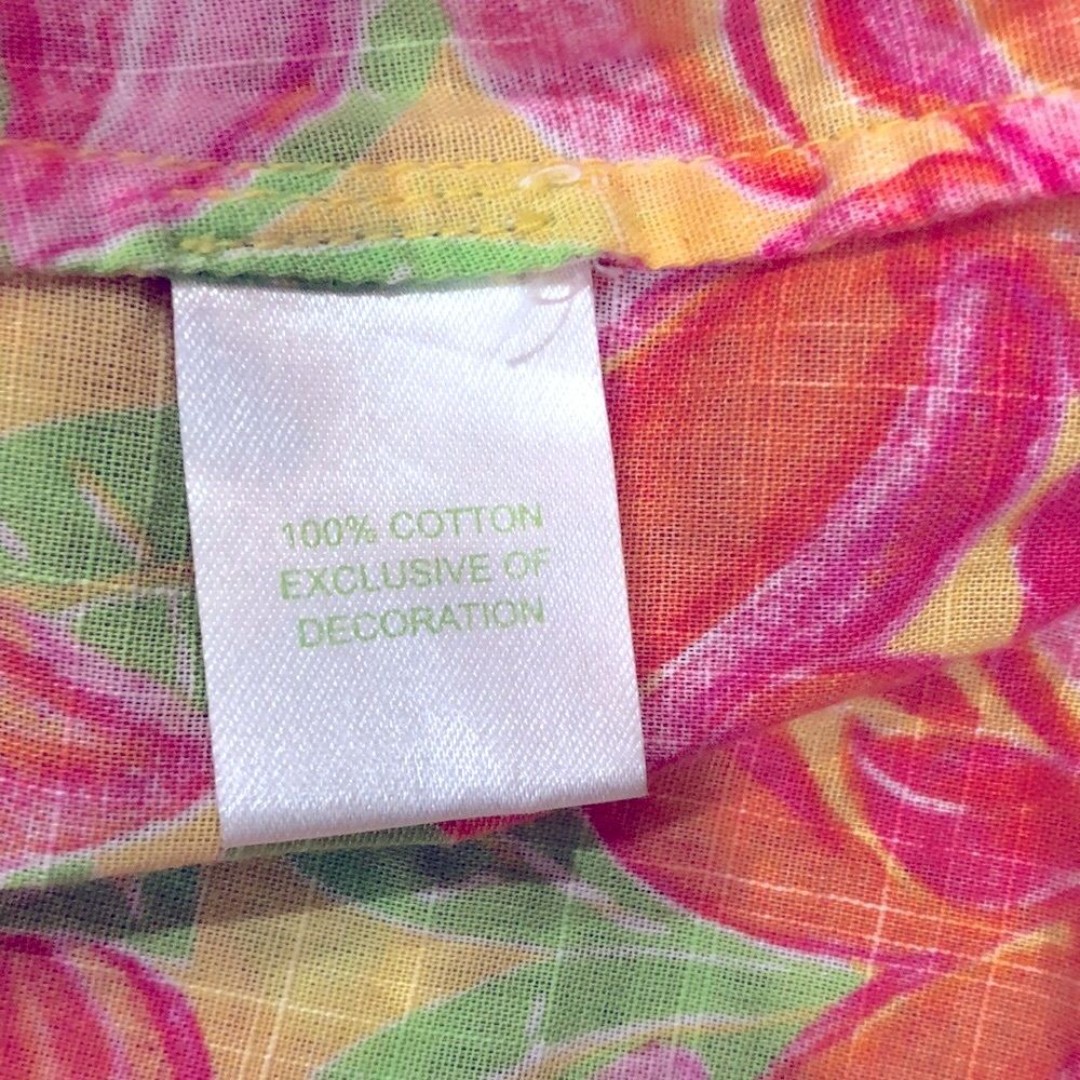 100% COTTON
EXCLUSIVE OF
DECORATION